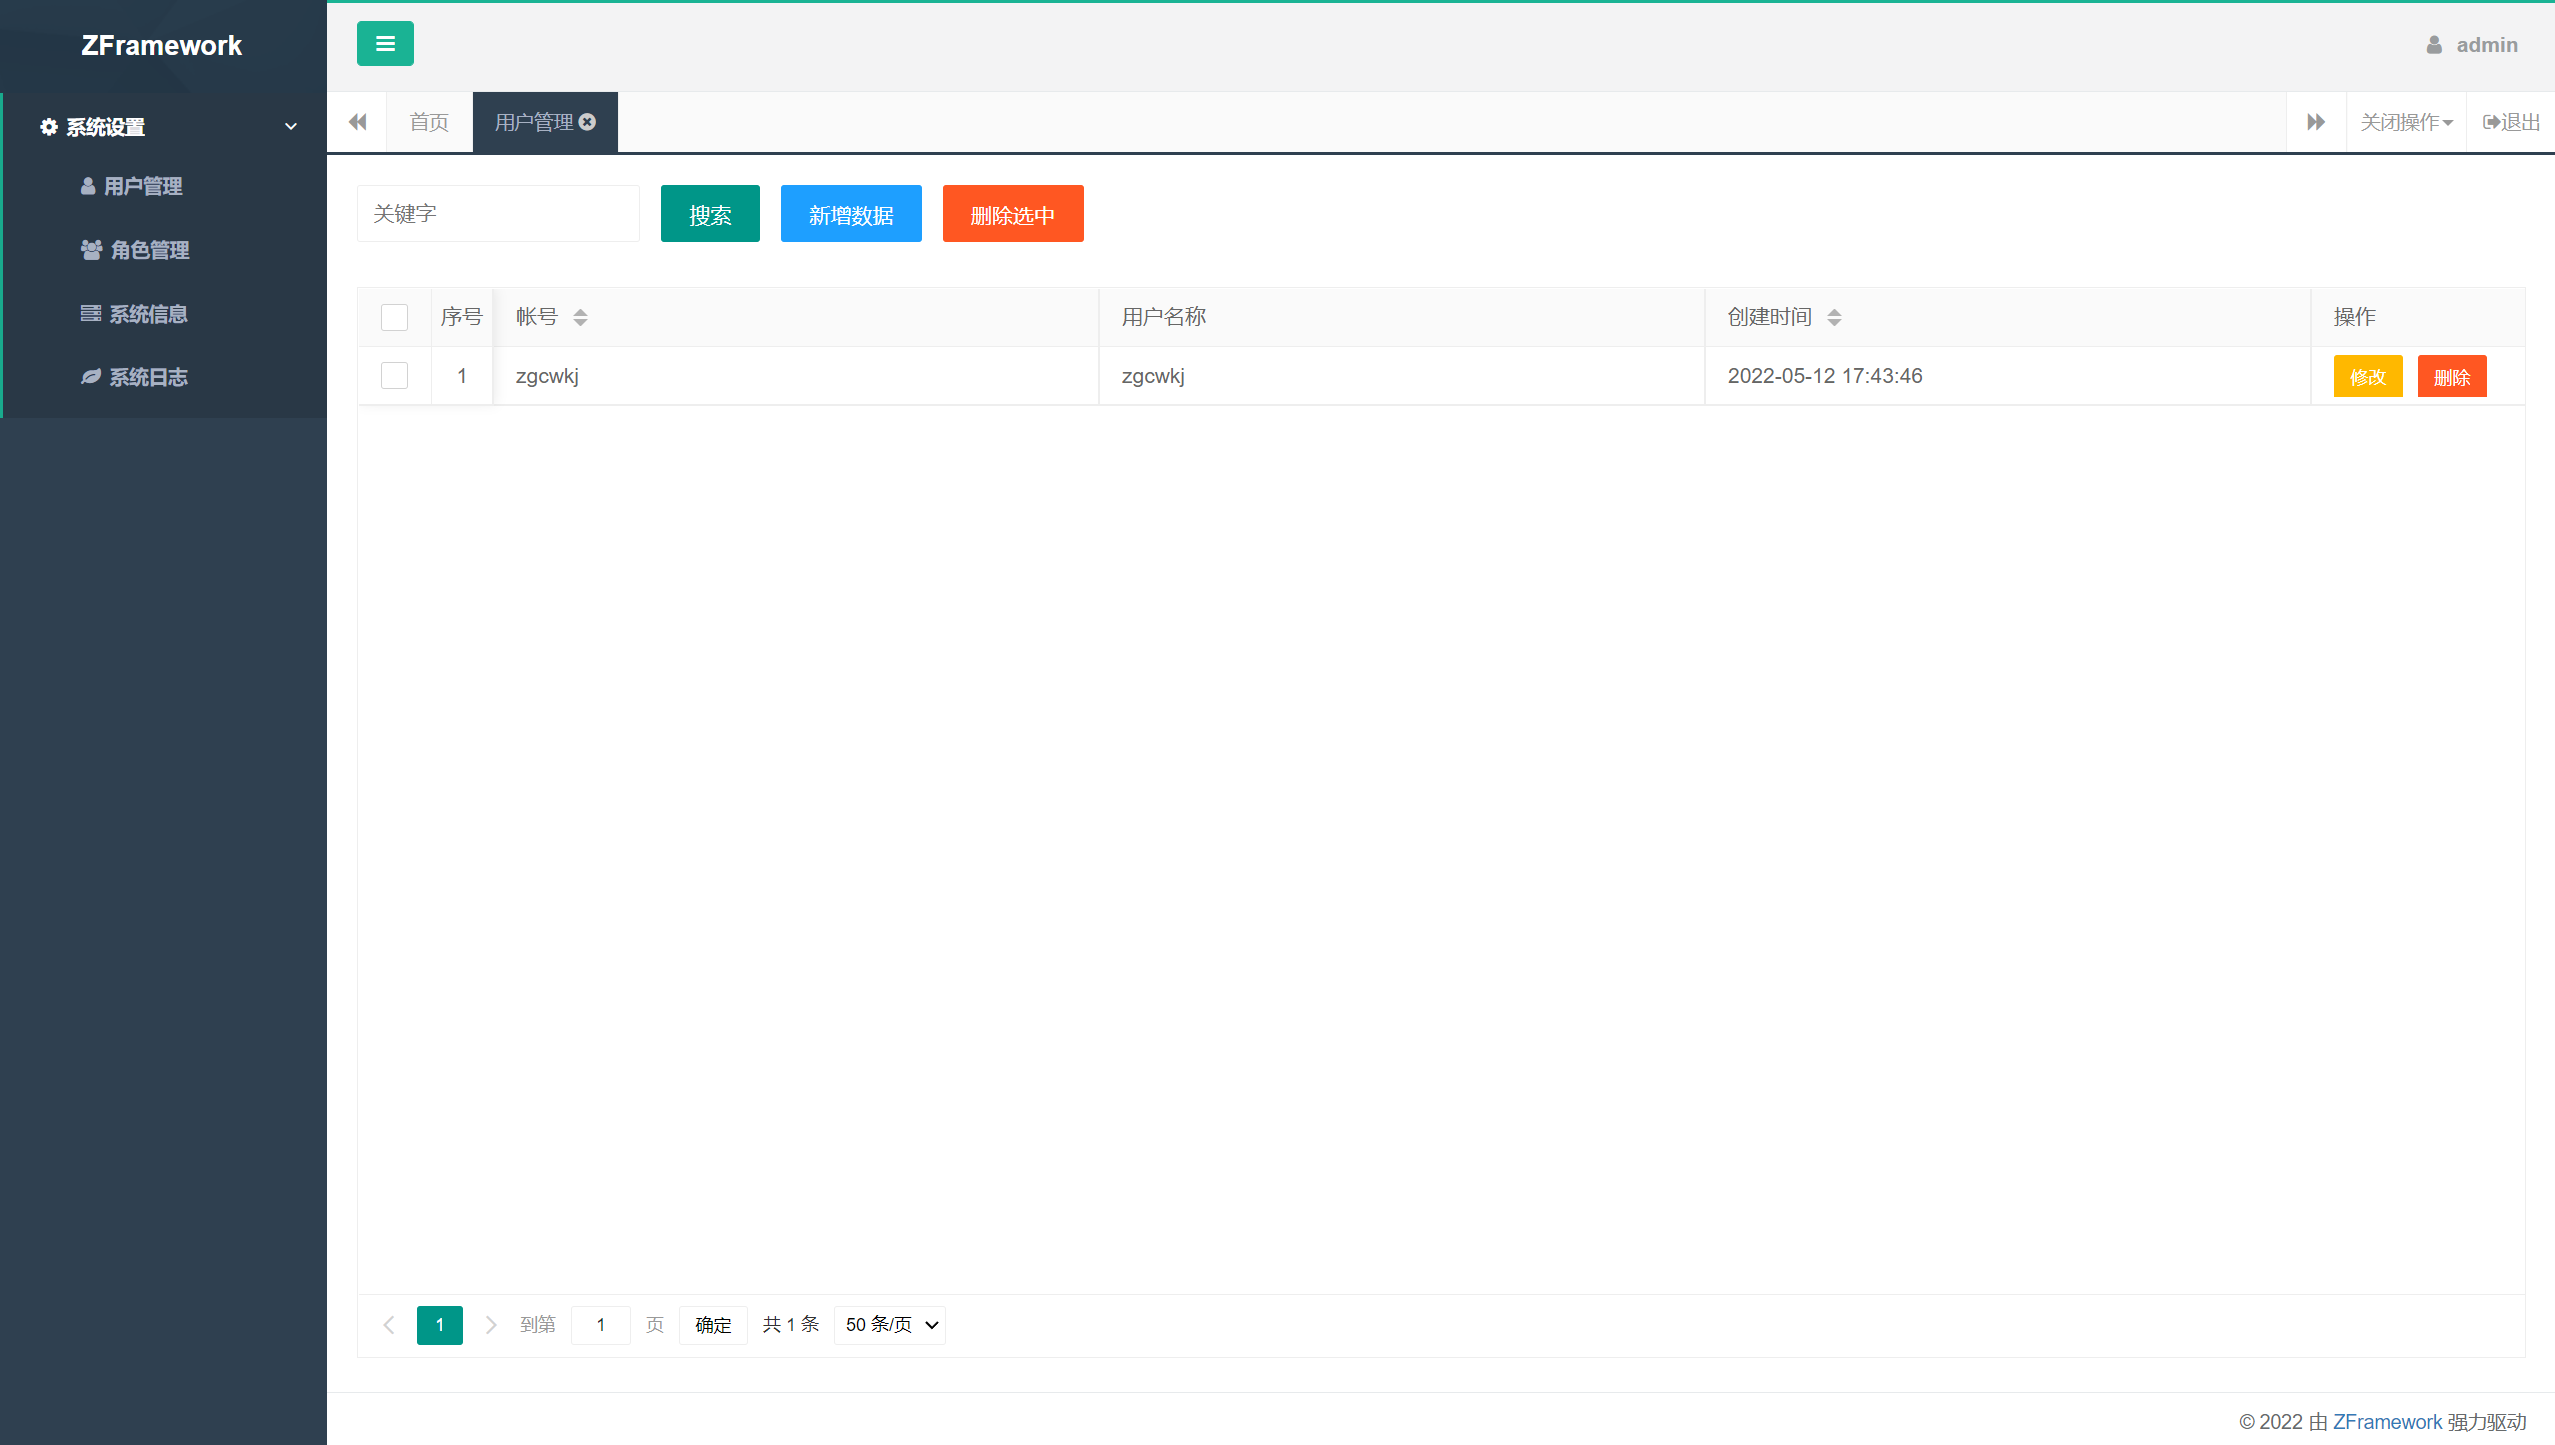 ZFramework
admin
系统设置
用户管理
角色管理
系统信息
系统日志
首页 用户管理 关闭操作 退出
关键字 搜索 新增数据 删除选中
序号 帐号 用户名称 创建时间 操作
1 zgcwkj zgcwkj 2022-05-12 17:43:46 修改 删除
1 到第 1 页 确定 共 1 条 50 条/页
© 2022 由 ZFramework 强力驱动